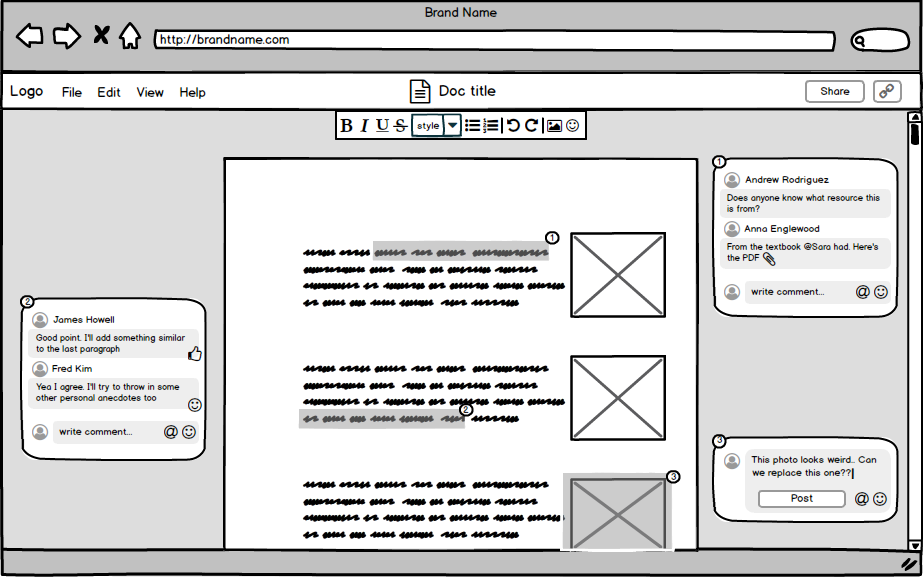 Brand Name
http://brandname.com
Logo File Edit View Help Doc title Share
B I U S style
1
Andrew Rodriguez
Does anyone know what resource this
is from?
Anna Englewood
From the textbook @Sara had. Here's
the PDF
write comment... @
1
2
James Howell
Good point. I'll add something similar
to the last paragraph
Fred Kim
Yea I agree. I'll try to throw in some
other personal anecdotes too
write comment... @
2
3
This photo looks weird.. Can
we replace this one??
Post @
3